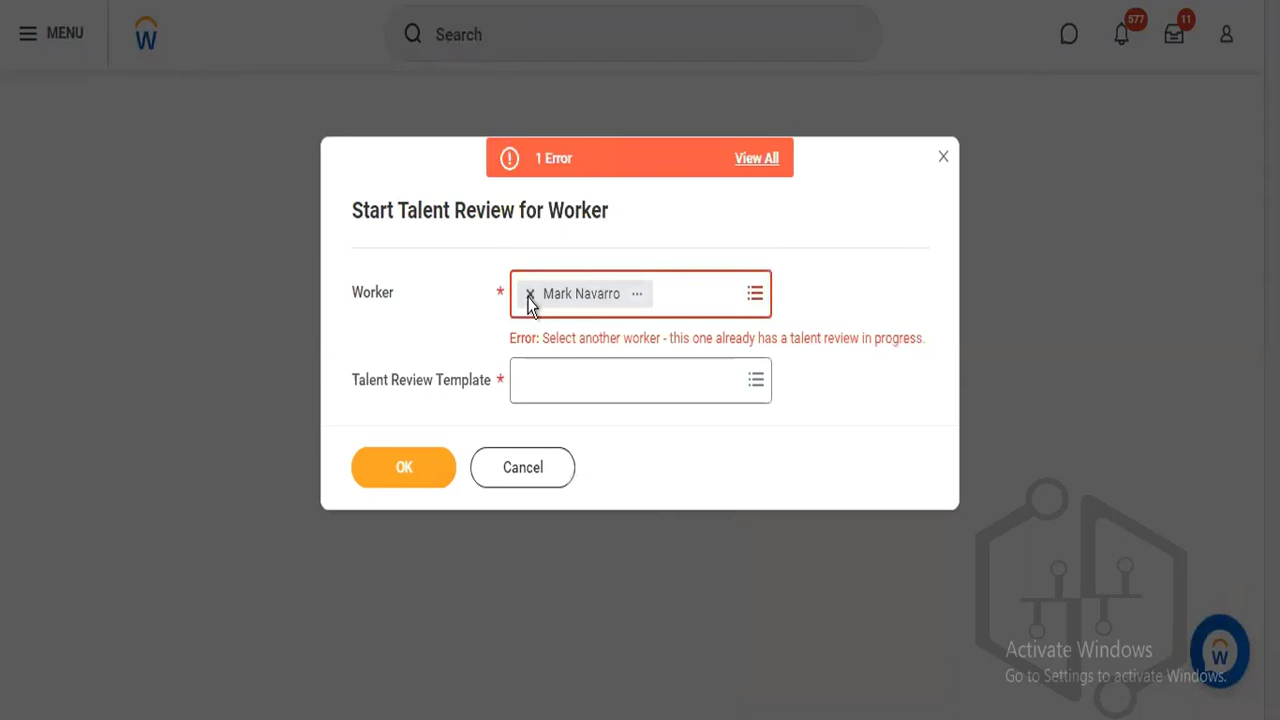 MENU
W
Search
577
11
1 Error
View All
Start Talent Review for Worker
Worker
*
Mark Navarro
Error: Select another worker - this one already has a talent review in progress.
Talent Review Template *
OK
Cancel
Activate Windows
Go to Settings to activate Windows.
W